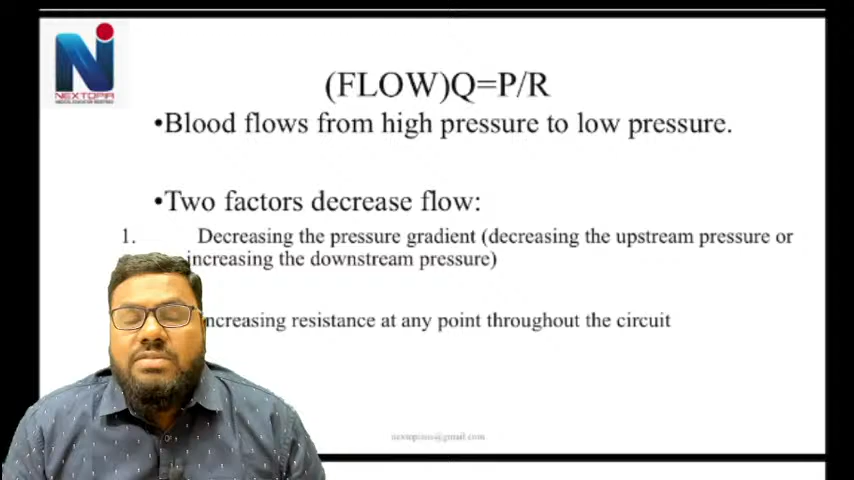 NEXTOPIA
(FLOW)Q=P/R
•Blood flows from high pressure to low pressure.
•Two factors decrease flow:
1. Decreasing the pressure gradient (decreasing the upstream pressure or
increasing the downstream pressure)
ncreasing resistance at any point throughout the circuit